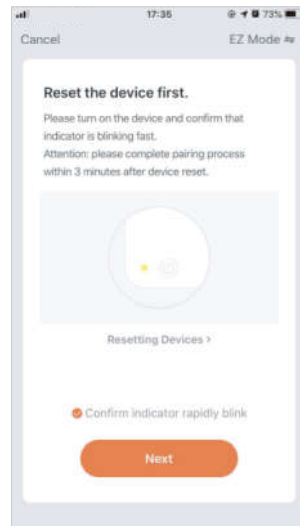 17:35
73%
Cancel
EZ Mode
Reset the device first.
Please turn on the device and confirm that
indicator is blinking fast.
Attention: please complete pairing process
within 3 minutes after device reset.
Resetting Devices >
Confirm indicator rapidly blink
Next